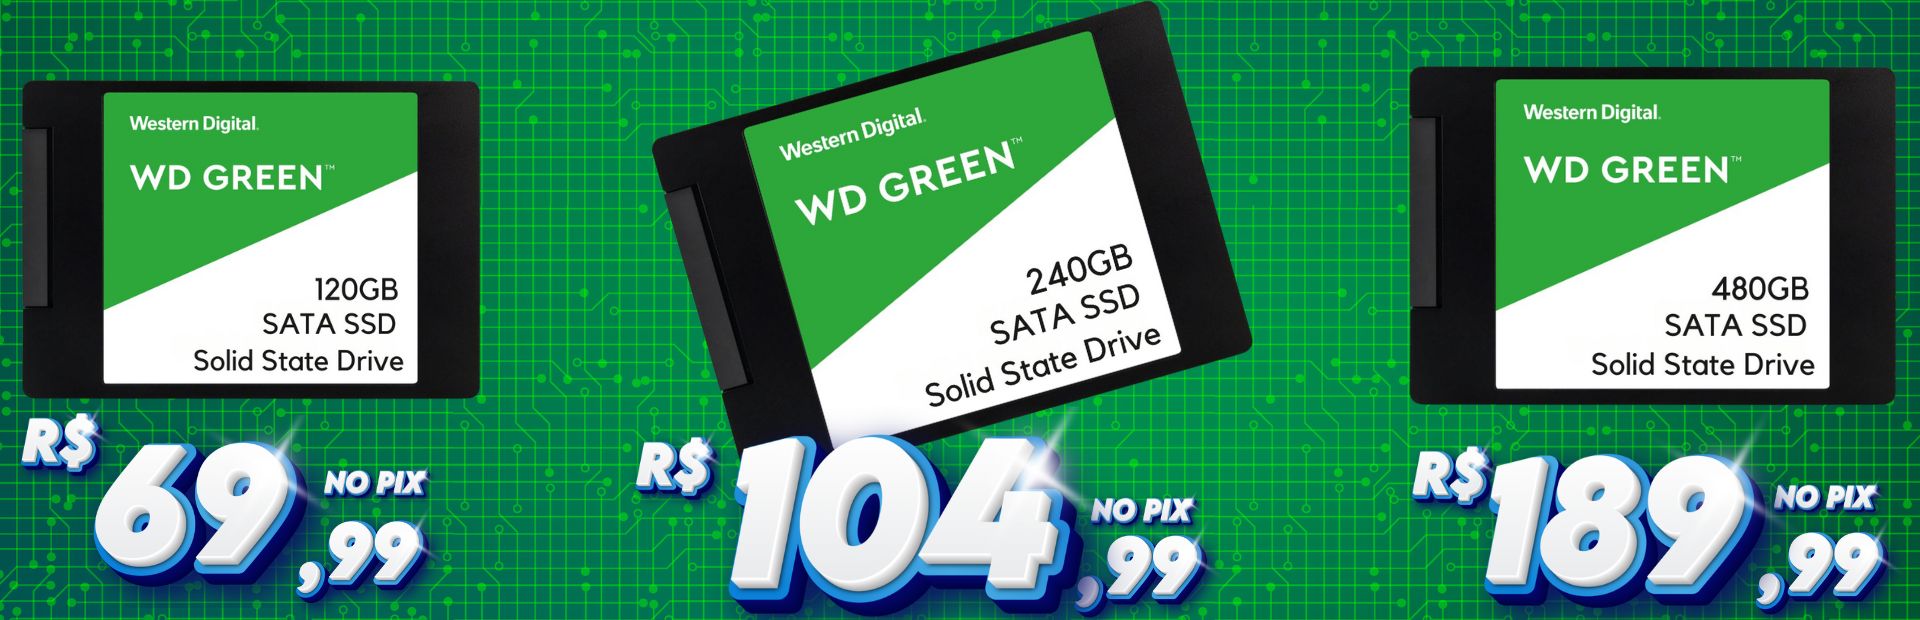 Western Digital.
WD GREEN™
120GB
SATA SSD
Solid State Drive
R$ 69,99
NO PIX
Western Digital.
WD GREEN™
240GB
SATA SSD
Solid State Drive
R$ 104,99
NO PIX
Western Digital.
WD GREEN™
480GB
SATA SSD
Solid State Drive
R$ 189,99
NO PIX